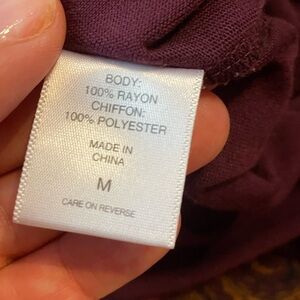 BODY:
100% RAYON
CHIFFON:
100% POLYESTER
MADE IN
CHINA
M
CARE ON REVERSE